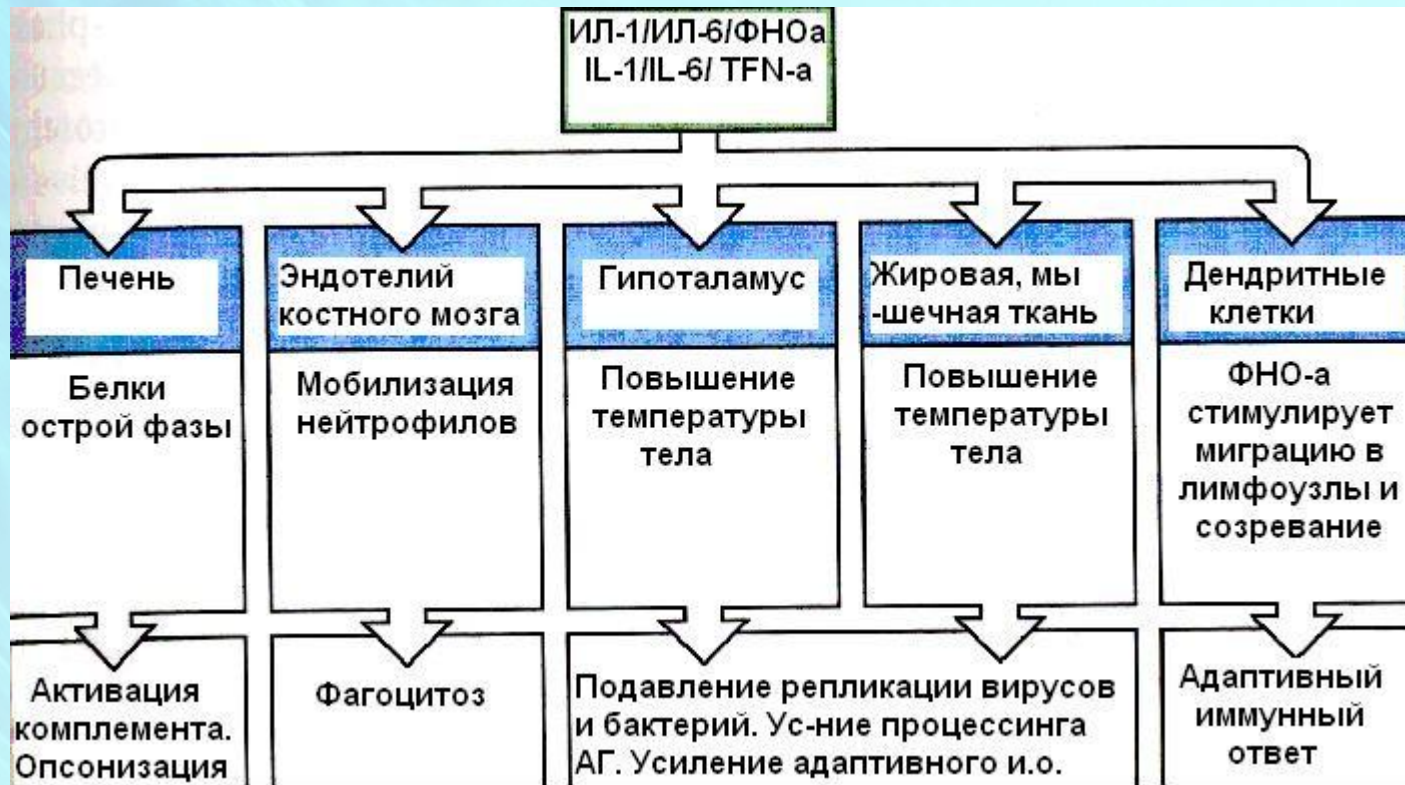 ИЛ-1/ИЛ-6/ФНОа
IL-1/IL-6/ TFN-a
Печень
Эндотелий
костного мозга
Гипоталамус
Жировая, мы
-шечная ткань
Дендритные
клетки
Белки
острой фазы
Мобилизация
нейтрофилов
Повышение
температуры
тела
Повышение
температуры
тела
ФНО-а
стимулирует
миграцию в
лимфоузлы и
созревание
Активация
комплемента.
Опсонизация
Фагоцитоз
Подавление репликации вирусов
и бактерий. Ус-ние процессинга
АГ. Усиление адаптивного и.о.
Адаптивный
иммунный
ответ